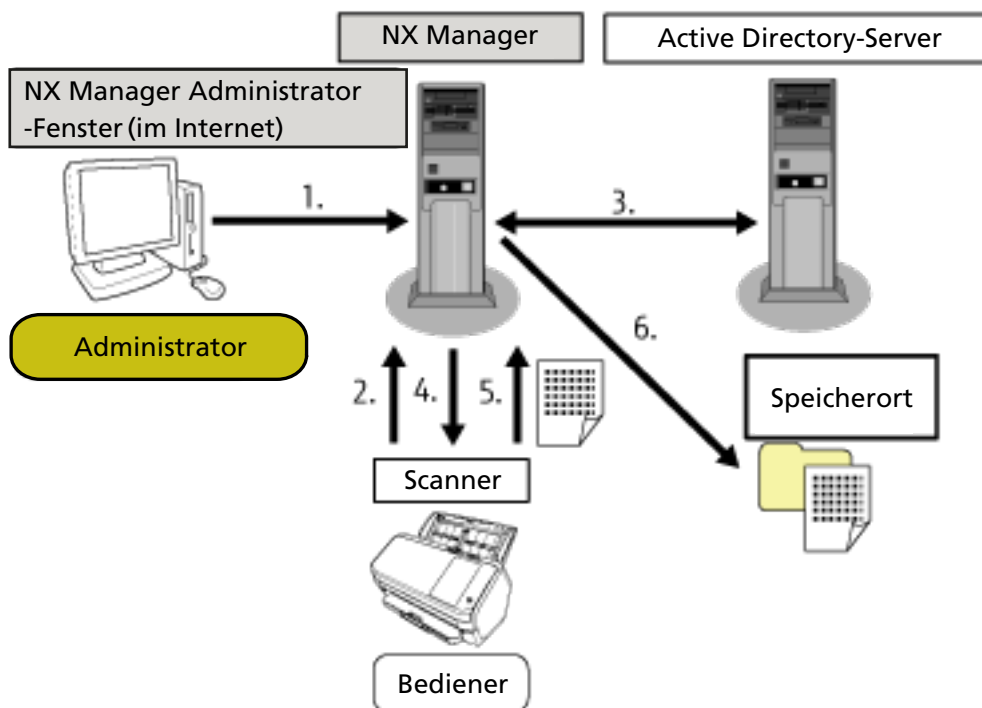 NX Manager
Active Directory-Server
NX Manager Administrator
-Fenster (im Internet)
1.
3.
Administrator
2.
4.
5.
6.
Speicherort
Scanner
Bediener